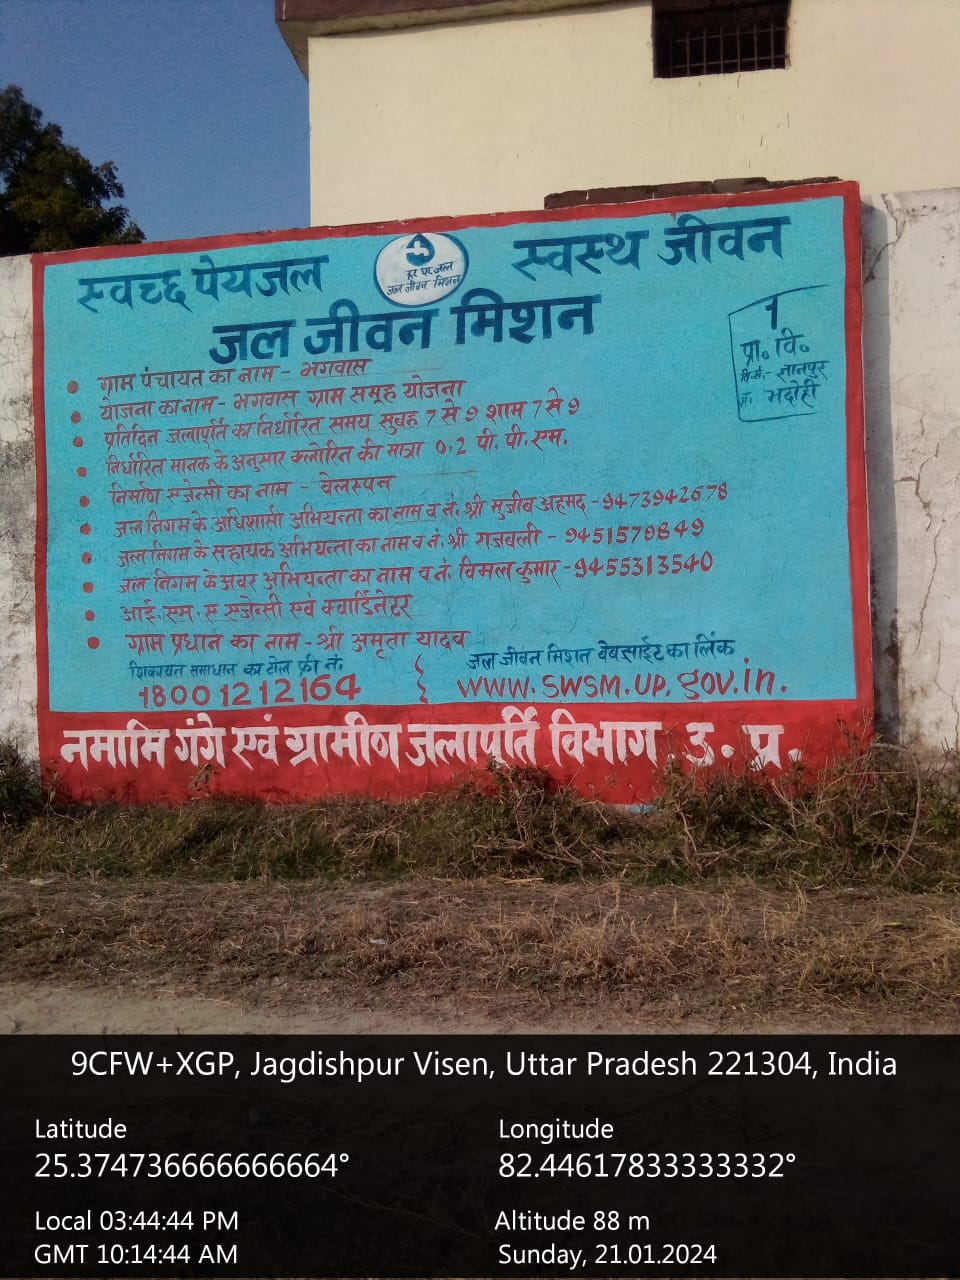 स्वच्छ पेयजल
हर घर जल
जल जीवन मिशन
स्वस्थ जीवन
जल जीवन मिशन
1
प्रा. वि.
वि.ख.- ज्ञानपुर
ज. भदोही
ग्राम पंचायत का नाम - भगवास
योजना का नाम - भगवास ग्राम समूह योजना
प्रतिदिन जलापूर्ति का निर्धारित समय सुबह 7 से 9 शाम 7 से 9
निर्धारित मानक के अनुसार क्लोरिन की मात्रा 0.2 पी. पी. एम.
निर्माण एजेन्सी का नाम - वेलस्पन
जल निगम के अधिशासी अभियन्ता का नाम व नं. श्री मुजीब अहमद - 9473942678
जल निगम के सहायक अभियन्ता का नाम व नं. श्री राजबली - 9451579849
जल निगम के अवर अभियन्ता का नाम व नं. विमल कुमार - 9455313540
आई. एस. ए एजेन्सी एवं क्वार्डिनेटर
ग्राम प्रधान का नाम - श्री अमृता यादव
शिकायत समाधान का टोल फ्री नं.
18001212164
जल जीवन मिशन वेबसाईट का लिंक
www.swsm.up.gov.in.
नमामि गंगे एवं ग्रामीण जलापूर्ति विभाग उ. प्र.
9CFW+XGP, Jagdishpur Visen, Uttar Pradesh 221304, India
Latitude
25.374736666666664°
Longitude
82.44617833333332°
Local 03:44:44 PM
GMT 10:14:44 AM
Altitude 88 m
Sunday, 21.01.2024